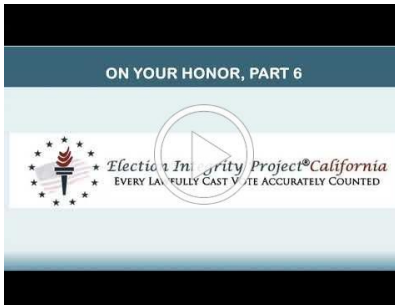 ON YOUR HONOR, PART 6
Election Integrity Project®California
EVERY LAWFULLY CAST VOTE ACCURATELY COUNTED